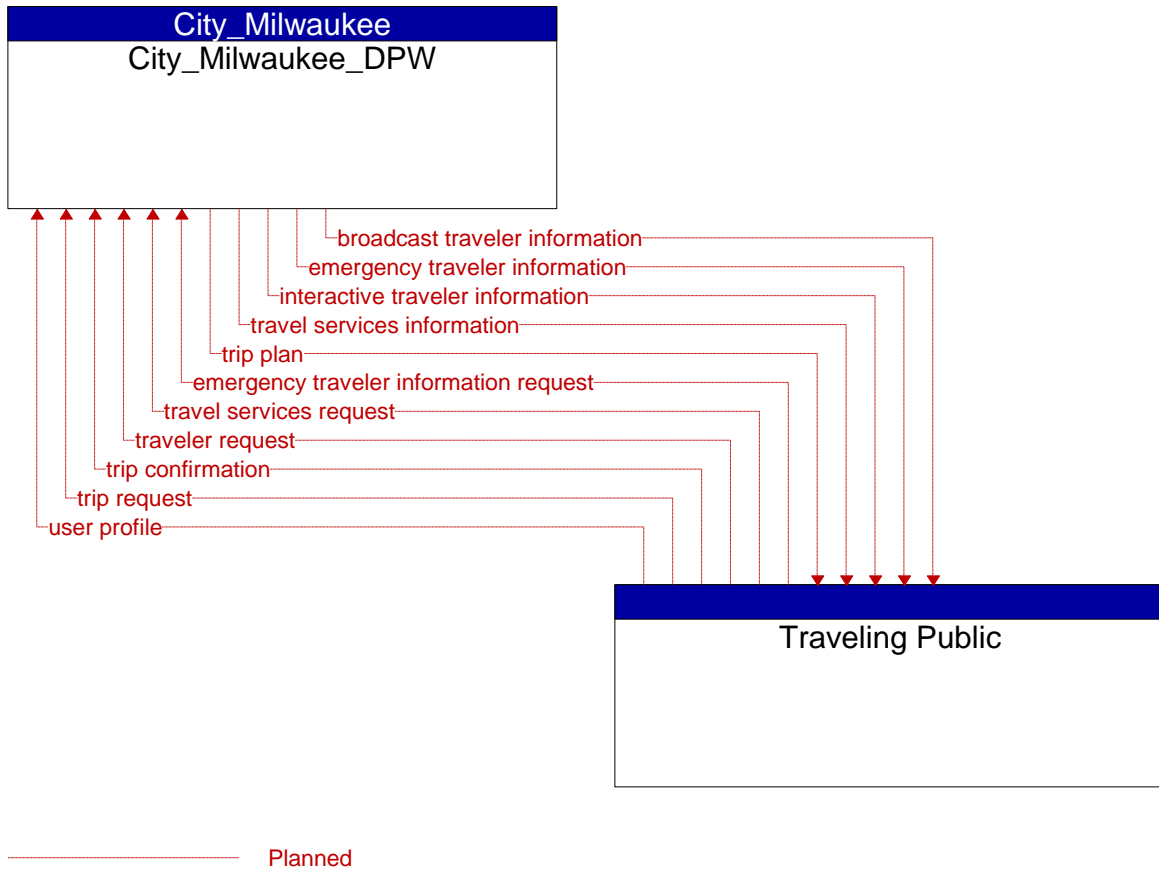 City_Milwaukee
City_Milwaukee_DPW
broadcast traveler information
emergency traveler information
interactive traveler information
travel services information
trip plan
emergency traveler information request
travel services request
traveler request
trip confirmation
trip request
user profile
Traveling Public
Planned